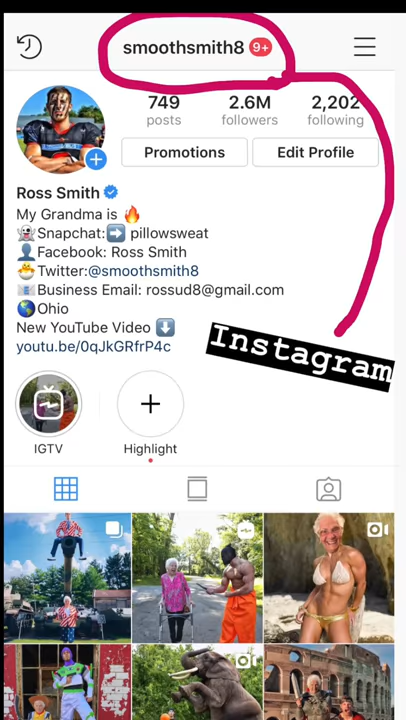 smoothsmith8 9+
749 2.6M 2,202
posts followers following
Promotions Edit Profile
Ross Smith
My Grandma is 🔥
👻Snapchat:➡️ pillowsweat
👤Facebook: Ross Smith
🐣Twitter:@smoothsmith8
📧Business Email: rossud8@gmail.com
🌎Ohio
New YouTube Video ⬇️
youtu.be/0qJkGRfrP4c
Instagram
IGTV Highlight